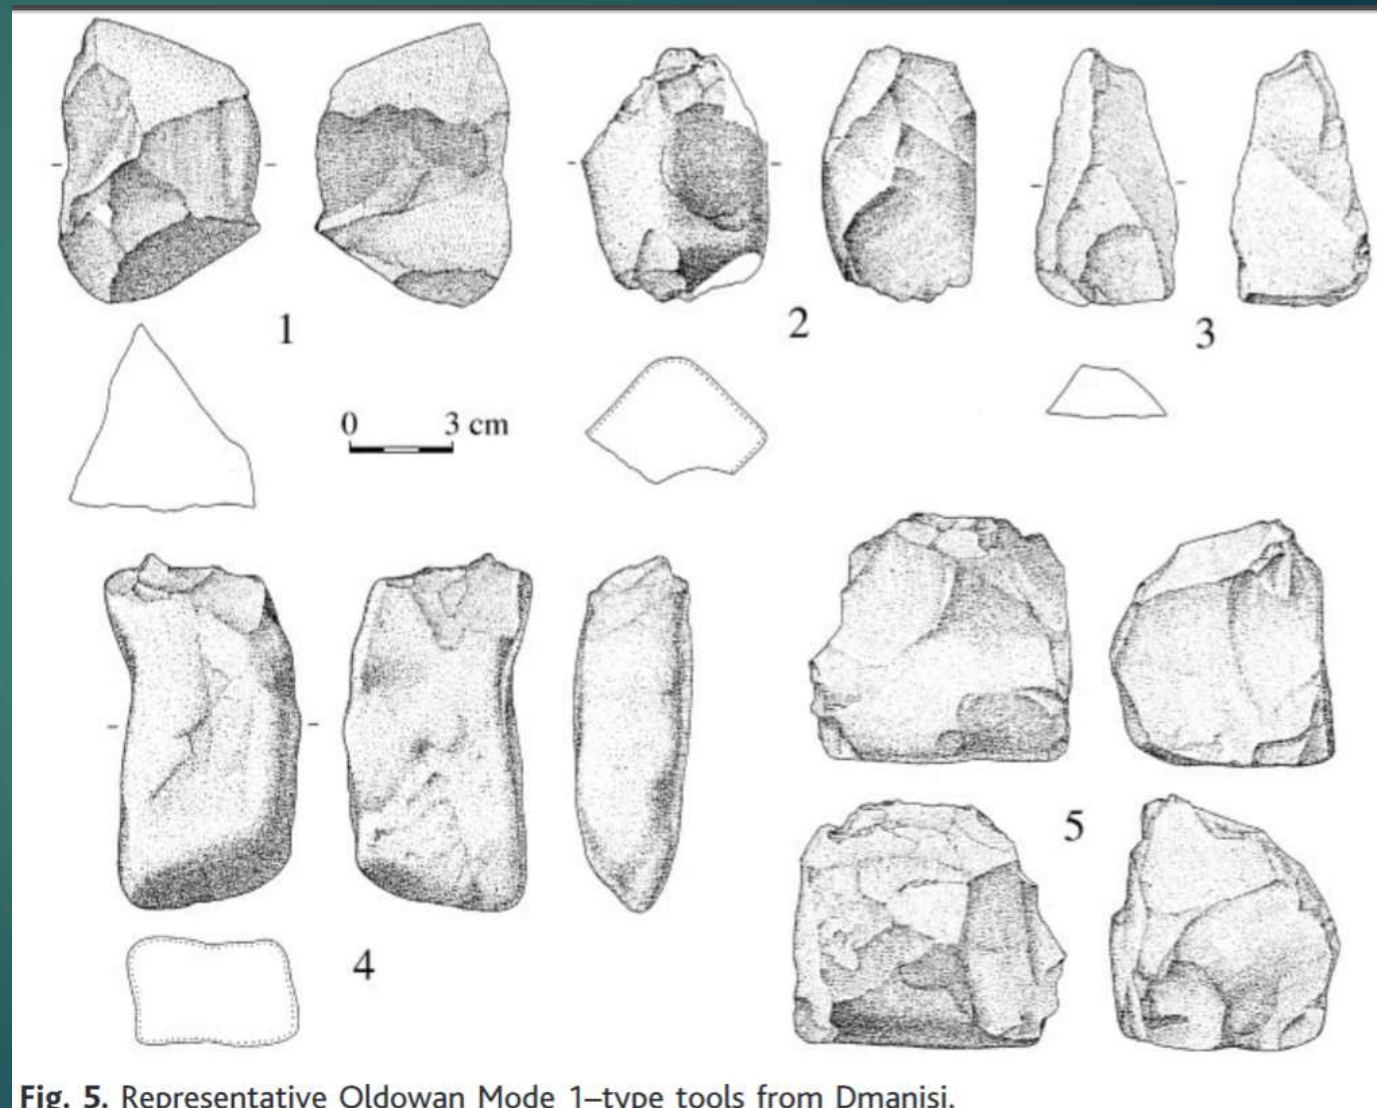 1
2
3
0 3 cm
4
5
Fig. 5. Representative Oldowan Mode 1–type tools from Dmanisi.